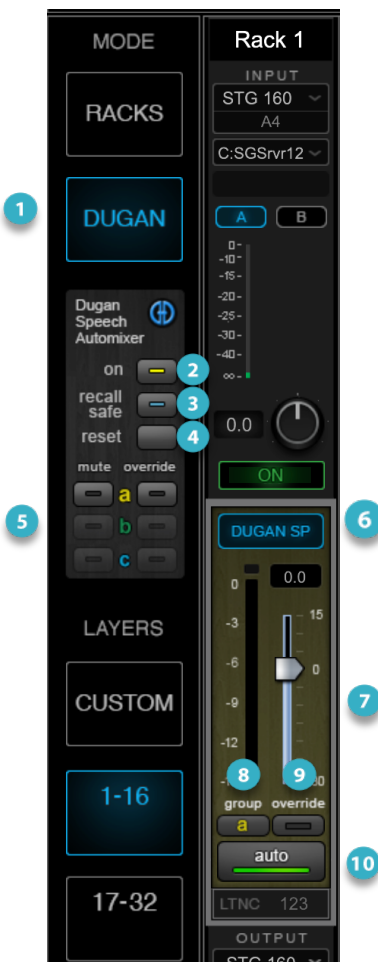 MODE
RACKS
1
DUGAN
Dugan
Speech
Automixer
on
2
recall
safe
3
reset
4
mute override
a
5
b
c
LAYERS
CUSTOM
1-16
17-32
Rack 1
INPUT
STG 160
A4
C:SGSrvr12
A
B
0-
-10-
-15-
-20-
-25-
-30-
-40-
∞-
0.0
ON
DUGAN SP
6
0
0.0
-3
15
-6
0
-9
7
-12
8
9
group override
a
auto
10
LTNC 123
OUTPUT
STG 160